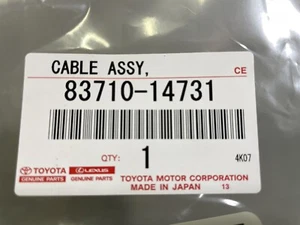 CABLE ASSY,
CE
83710-14731
QTY:
1
4K07
TOYOTA
GENUINE PARTS
LEXUS
GENUINE PARTS
TOYOTA MOTOR CORPORATION
MADE IN JAPAN 13